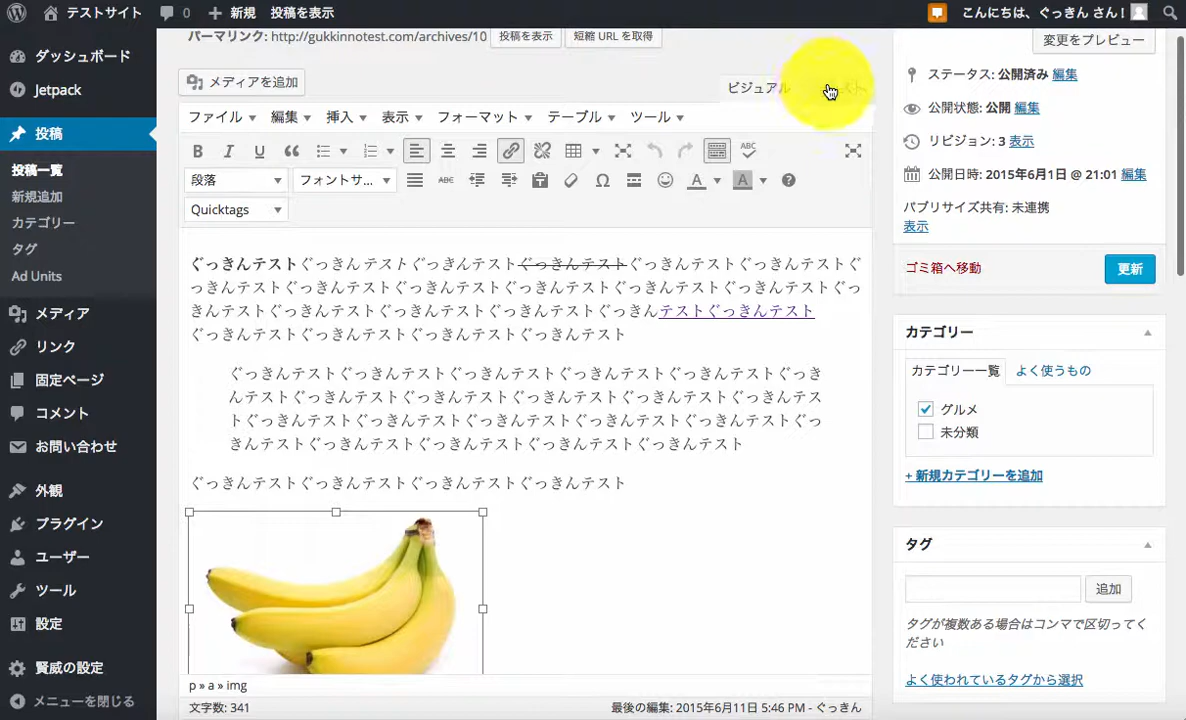 テストサイト
0
新規
投稿を表示
こんにちは、ぐっきん さん !
ダッシュボード
Jetpack
投稿
投稿一覧
新規追加
カテゴリー
タグ
Ad Units
メディア
リンク
固定ページ
コメント
お問い合わせ
外観
プラグイン
ユーザー
ツール
設定
賢威の設定
メニューを閉じる
パーマリンク: http://gukkinnotest.com/archives/10
投稿を表示
短縮 URL を取得
メディアを追加
ビジュアル
ファイル
編集
挿入
表示
フォーマット
テーブル
ツール
B I U
ABC
段落
フォントサ...
ABC
A
A
Quicktags
ぐっきんテストぐっきんテストぐっきんテストぐっきんテストぐっきんテストぐっきんテストぐ
っきんテストぐっきんテストぐっきんテストぐっきんテストぐっきんテストぐっきんテストぐっ
きんテストぐっきんテストぐっきんテストぐっきんテストぐっきんテストぐっきんテスト
ぐっきんテストぐっきんテストぐっきんテストぐっきんテスト
ぐっきんテストぐっきんテストぐっきんテストぐっきんテストぐっきんテストぐっき
んテストぐっきんテストぐっきんテストぐっきんテストぐっきんテストぐっきんテス
トぐっきんテストぐっきんテストぐっきんテストぐっきんテストぐっきんテストぐっ
きんテストぐっきんテストぐっきんテストぐっきんテストぐっきんテスト
ぐっきんテストぐっきんテストぐっきんテストぐっきんテスト
p » a » img
文字数: 341
最後の編集: 2015年6月11日 5:46 PM - ぐっきん
変更をプレビュー
ステータス: 公開済み 編集
公開状態: 公開 編集
リビジョン: 3 表示
公開日時: 2015年6月1日 @ 21:01 編集
パブリサイズ共有: 未連携
表示
ゴミ箱へ移動
更新
カテゴリー
カテゴリー一覧
よく使うもの
グルメ
未分類
+ 新規カテゴリーを追加
タグ
追加
タグが複数ある場合はコンマで区切ってく
ださい
よく使われているタグから選択